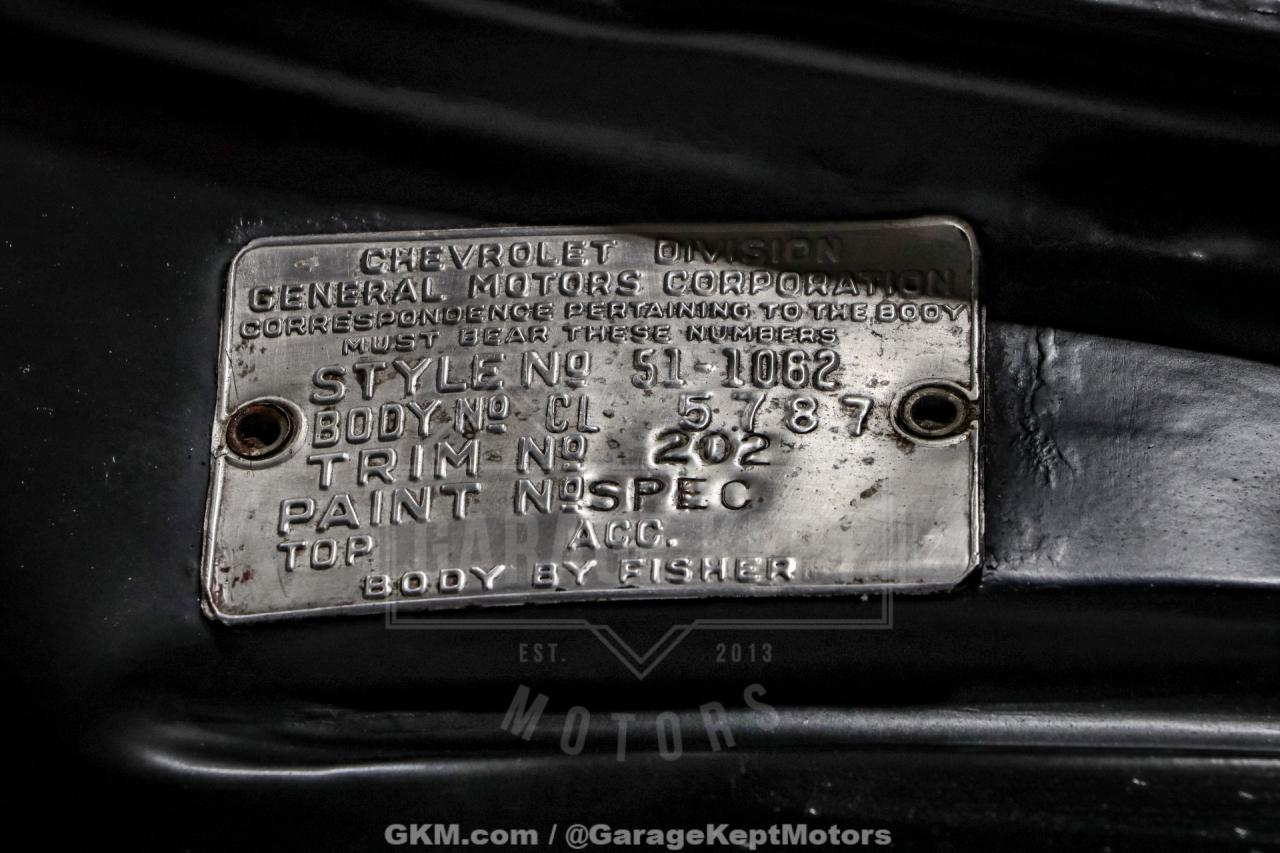 CHEVROLET DIVISION
GENERAL MOTORS CORPORATION
CORRESPONDENCE PERTAINING TO THE BODY
MUST BEAR THESE NUMBERS
STYLE Nº 51-1062
BODY Nº CL 5787
TRIM Nº 202
PAINT Nº SPEC
TOP ACC.
BODY BY FISHER
GARAGE KEPT
EST. 2013
MOTORS
GKM.com / @GarageKeptMotors